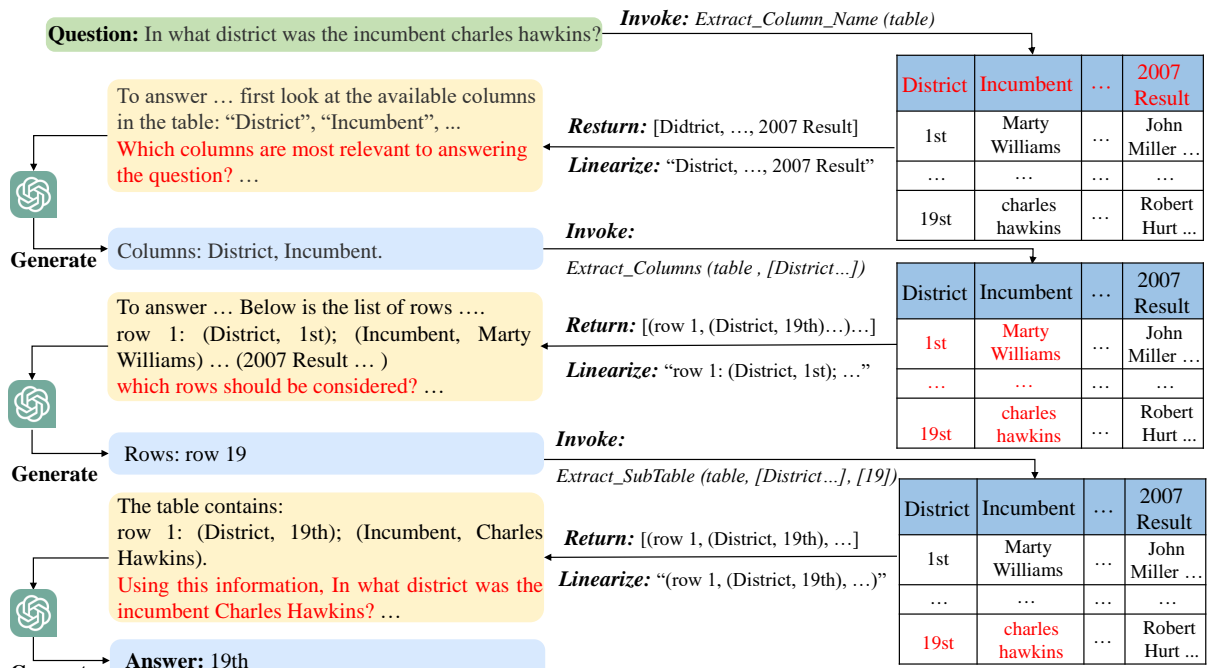 Question: In what district was the incumbent charles hawkins?
Invoke: Extract_Column_Name (table)
District Incumbent … 2007 Result
1st Marty Williams … John Miller …
… … … …
19st charles hawkins … Robert Hurt ...
To answer … first look at the available columns
in the table: “District”, “Incumbent”, ...
Which columns are most relevant to answering
the question? …
Resturn: [Didtrict, …, 2007 Result]
Linearize: “District, …, 2007 Result”
Generate
Columns: District, Incumbent.
Invoke:
Extract_Columns (table , [District…])
District Incumbent … 2007 Result
1st Marty Williams … John Miller …
… … … …
19st charles hawkins … Robert Hurt ...
To answer … Below is the list of rows ….
row 1: (District, 1st); (Incumbent, Marty
Williams) … (2007 Result … )
which rows should be considered? …
Return: [(row 1, (District, 19th)…)…]
Linearize: “row 1: (District, 1st); …”
Generate
Rows: row 19
Invoke:
Extract_SubTable (table, [District…], [19])
District Incumbent … 2007 Result
1st Marty Williams … John Miller …
… … … …
19st charles hawkins … Robert Hurt ...
The table contains:
row 1: (District, 19th); (Incumbent, Charles
Hawkins).
Using this information, In what district was the
incumbent Charles Hawkins? …
Return: [(row 1, (District, 19th), …]
Linearize: “(row 1, (District, 19th), …)”
Answer: 19th